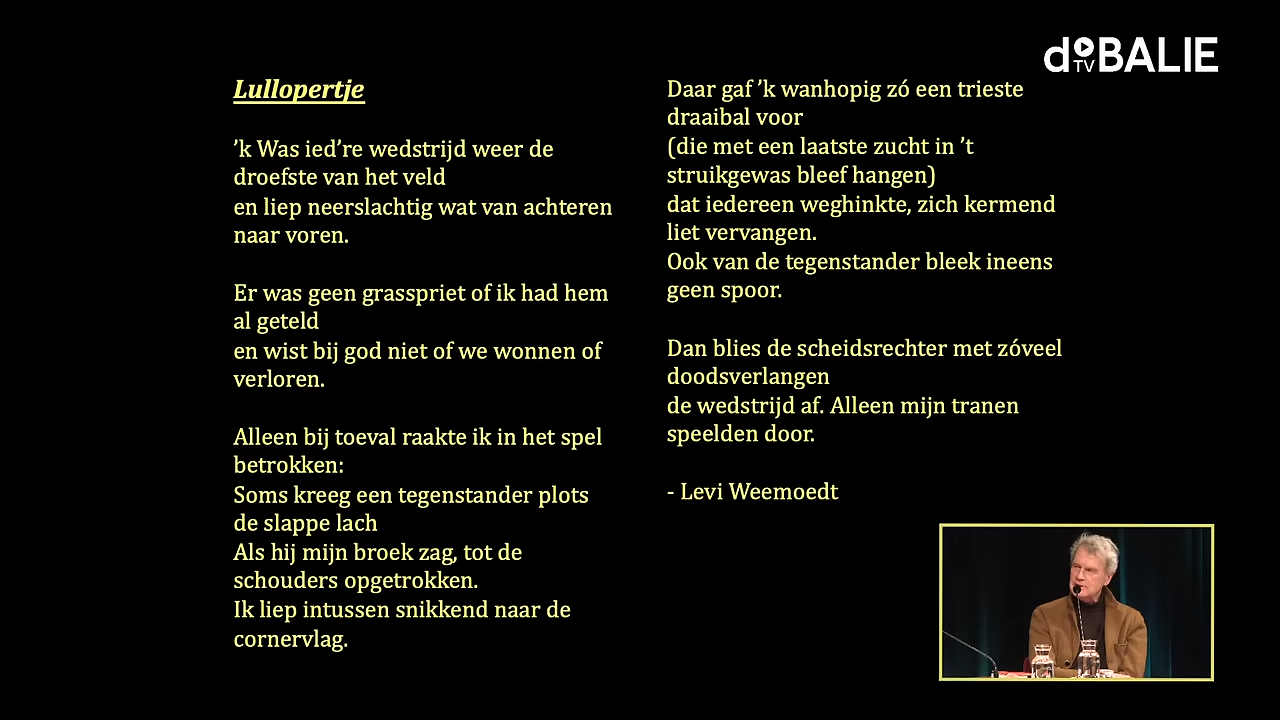 Lullopertje
’k Was ied’re wedstrijd weer de
droefste van het veld
en liep neerslachtig wat van achteren
naar voren.
Er was geen grasspriet of ik had hem
al geteld
en wist bij god niet of we wonnen of
verloren.
Alleen bij toeval raakte ik in het spel
betrokken:
Soms kreeg een tegenstander plots
de slappe lach
Als hij mijn broek zag, tot de
schouders opgetrokken.
Ik liep intussen snikkend naar de
cornervlag.
Daar gaf ’k wanhopig zó een trieste
draaibal voor
(die met een laatste zucht in ’t
struikgewas bleef hangen)
dat iedereen weghinkte, zich kermend
liet vervangen.
Ook van de tegenstander bleek ineens
geen spoor.
Dan blies de scheidsrechter met zóveel
doodsverlangen
de wedstrijd af. Alleen mijn tranen
speelden door.
- Levi Weemoedt
de BALIE
TV